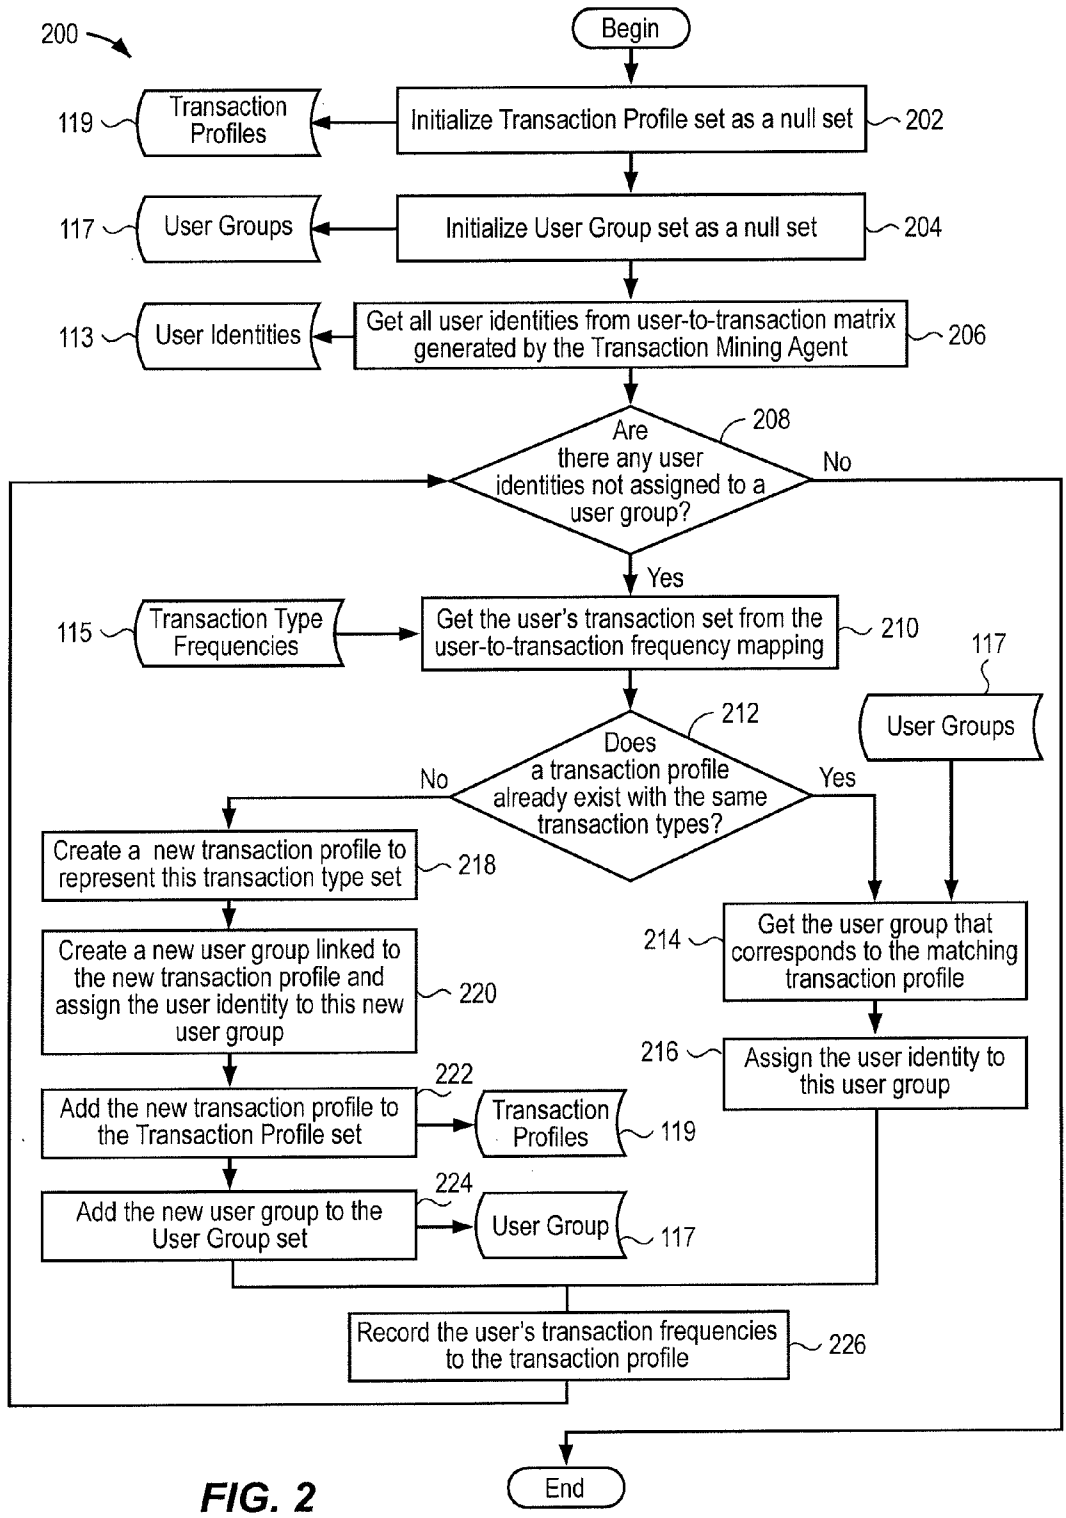 200
Begin
119
Transaction
Profiles
Initialize Transaction Profile set as a null set
202
117
User Groups
Initialize User Group set as a null set
204
113
User Identities
Get all user identities from user-to-transaction matrix
generated by the Transaction Mining Agent
206
208
Are
there any user
identities not assigned to a
user group?
No
Yes
115
Transaction Type
Frequencies
Get the user's transaction set from the
user-to-transaction frequency mapping
210
117
User Groups
212
Does
a transaction profile
already exist with the same
transaction types?
No
Yes
Create a new transaction profile to
represent this transaction type set
218
214
Get the user group that
corresponds to the matching
transaction profile
Create a new user group linked to
the new transaction profile and
assign the user identity to this new
user group
220
216
Assign the user identity to
this user group
222
Add the new transaction profile to
the Transaction Profile set
Transaction
Profiles
119
224
Add the new user group to the
User Group set
User Group
117
Record the user's transaction frequencies
to the transaction profile
226
End
FIG. 2